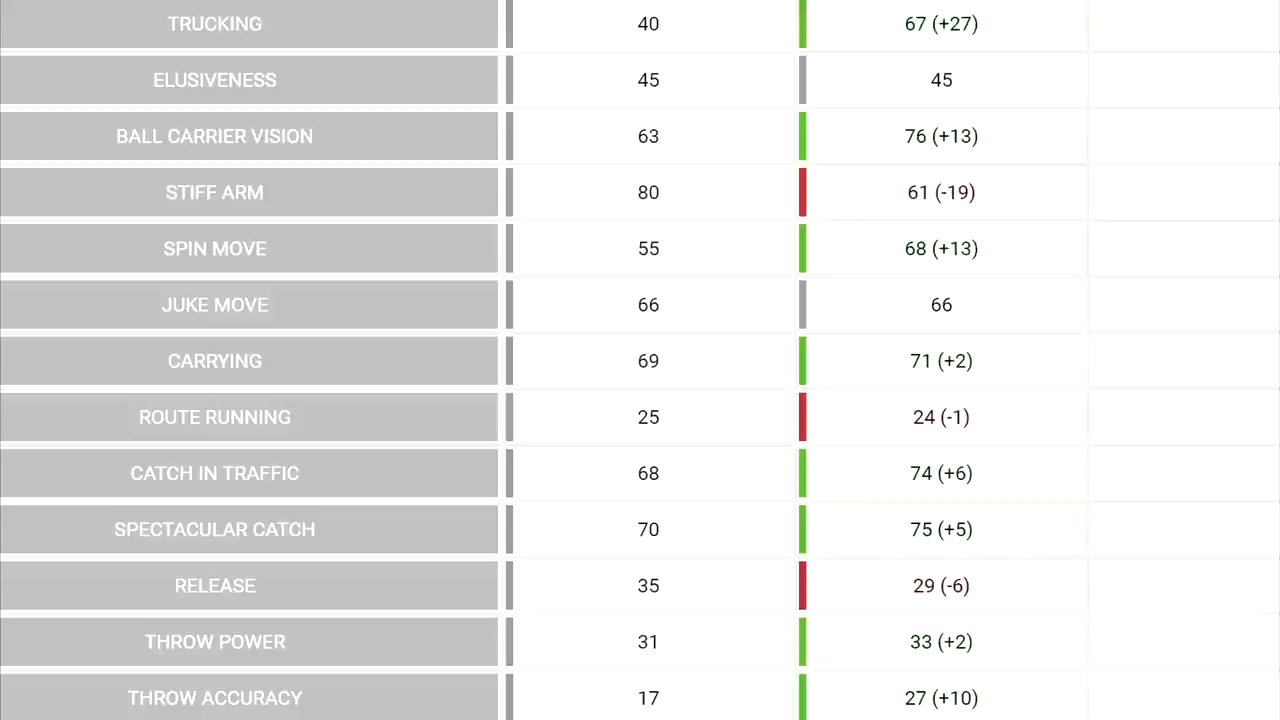 TRUCKING 40 67 (+27)
ELUSIVENESS 45 45
BALL CARRIER VISION 63 76 (+13)
STIFF ARM 80 61 (-19)
SPIN MOVE 55 68 (+13)
JUKE MOVE 66 66
CARRYING 69 71 (+2)
ROUTE RUNNING 25 24 (-1)
CATCH IN TRAFFIC 68 74 (+6)
SPECTACULAR CATCH 70 75 (+5)
RELEASE 35 29 (-6)
THROW POWER 31 33 (+2)
THROW ACCURACY 17 27 (+10)